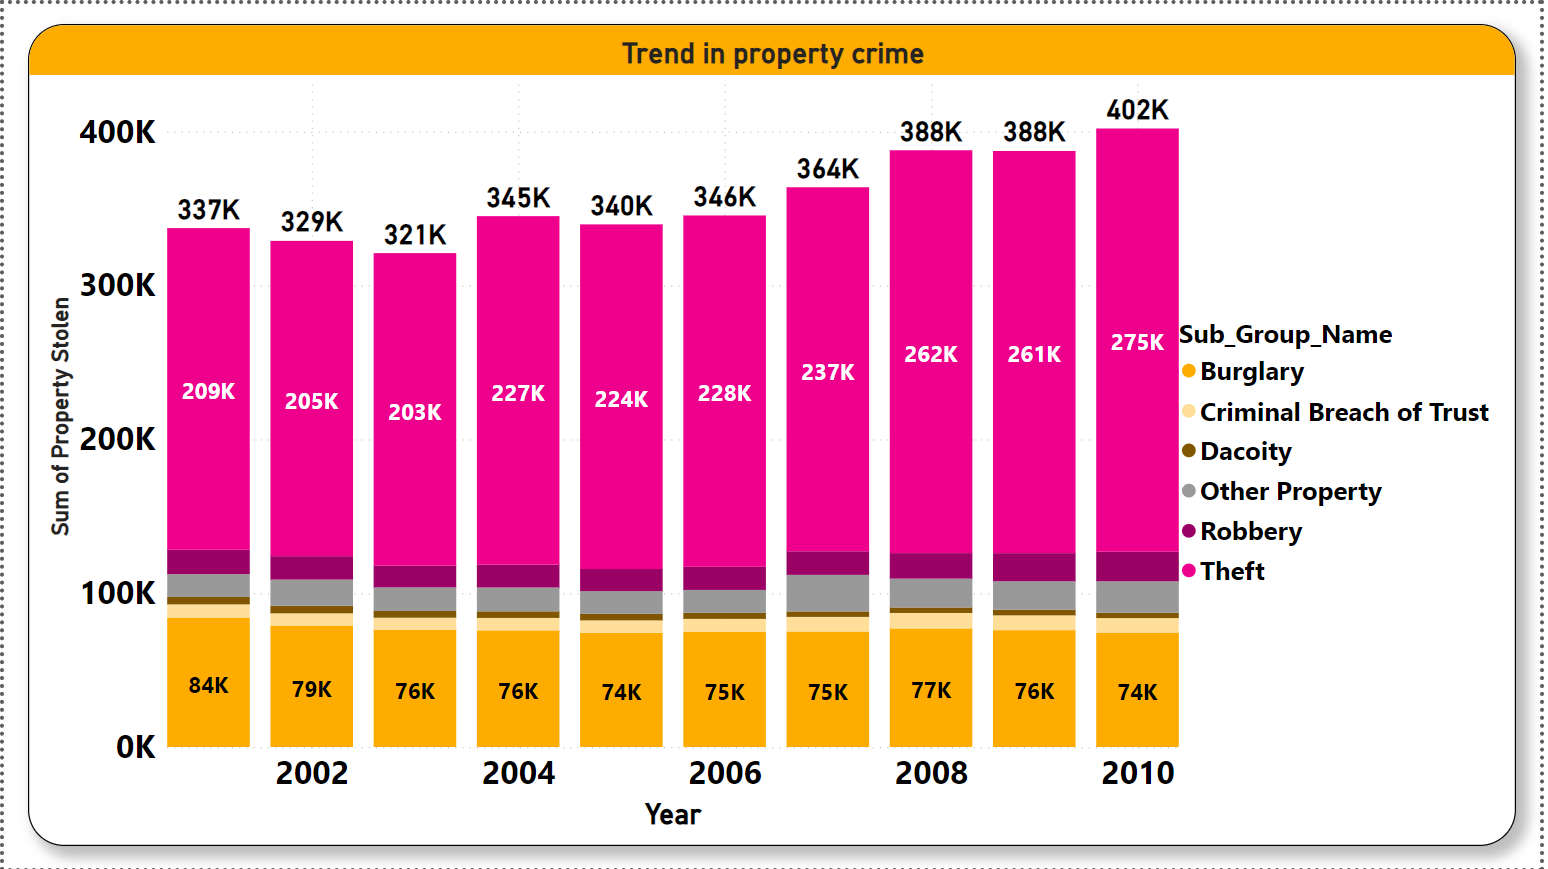 Trend in property crime
Sum of Property Stolen
400K
300K
200K
100K
0K
337K
329K
321K
345K
340K
346K
364K
388K
388K
402K
209K
205K
203K
227K
224K
228K
237K
262K
261K
275K
84K
79K
76K
76K
74K
75K
75K
77K
76K
74K
2002
2004
2006
2008
2010
Year
Sub_Group_Name
Burglary
Criminal Breach of Trust
Dacoity
Other Property
Robbery
Theft